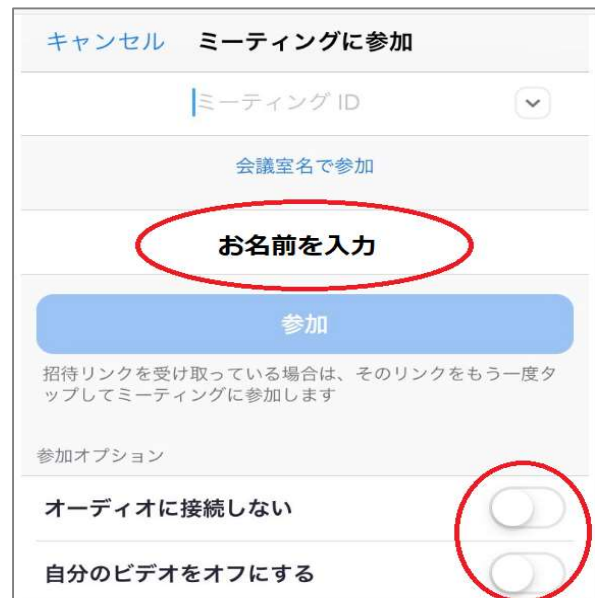 キャンセル ミーティングに参加
ミーティング ID
会議室名で参加
お名前を入力
参加
招待リンクを受け取っている場合は、そのリンクをもう一度タ
ップしてミーティングに参加します
参加オプション
オーディオに接続しない
自分のビデオをオフにする